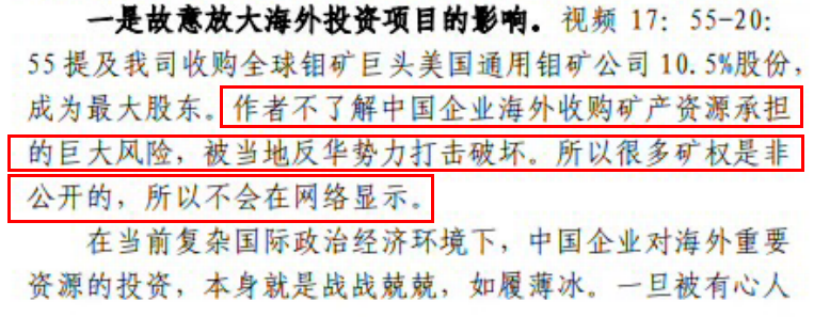 一是故意放大海外投资项目的影响。视频 17：55-20：
55 提及我司收购全球钼矿巨头美国通用钼矿公司 10.5%股份，
成为最大股东。作者不了解中国企业海外收购矿产资源承担
的巨大风险，被当地反华势力打击破坏。所以很多矿权是非
公开的，所以不会在网络显示。
在当前复杂国际政治经济环境下，中国企业对海外重要
资源的投资，本身就是战战兢兢，如履薄冰。一旦被有心人